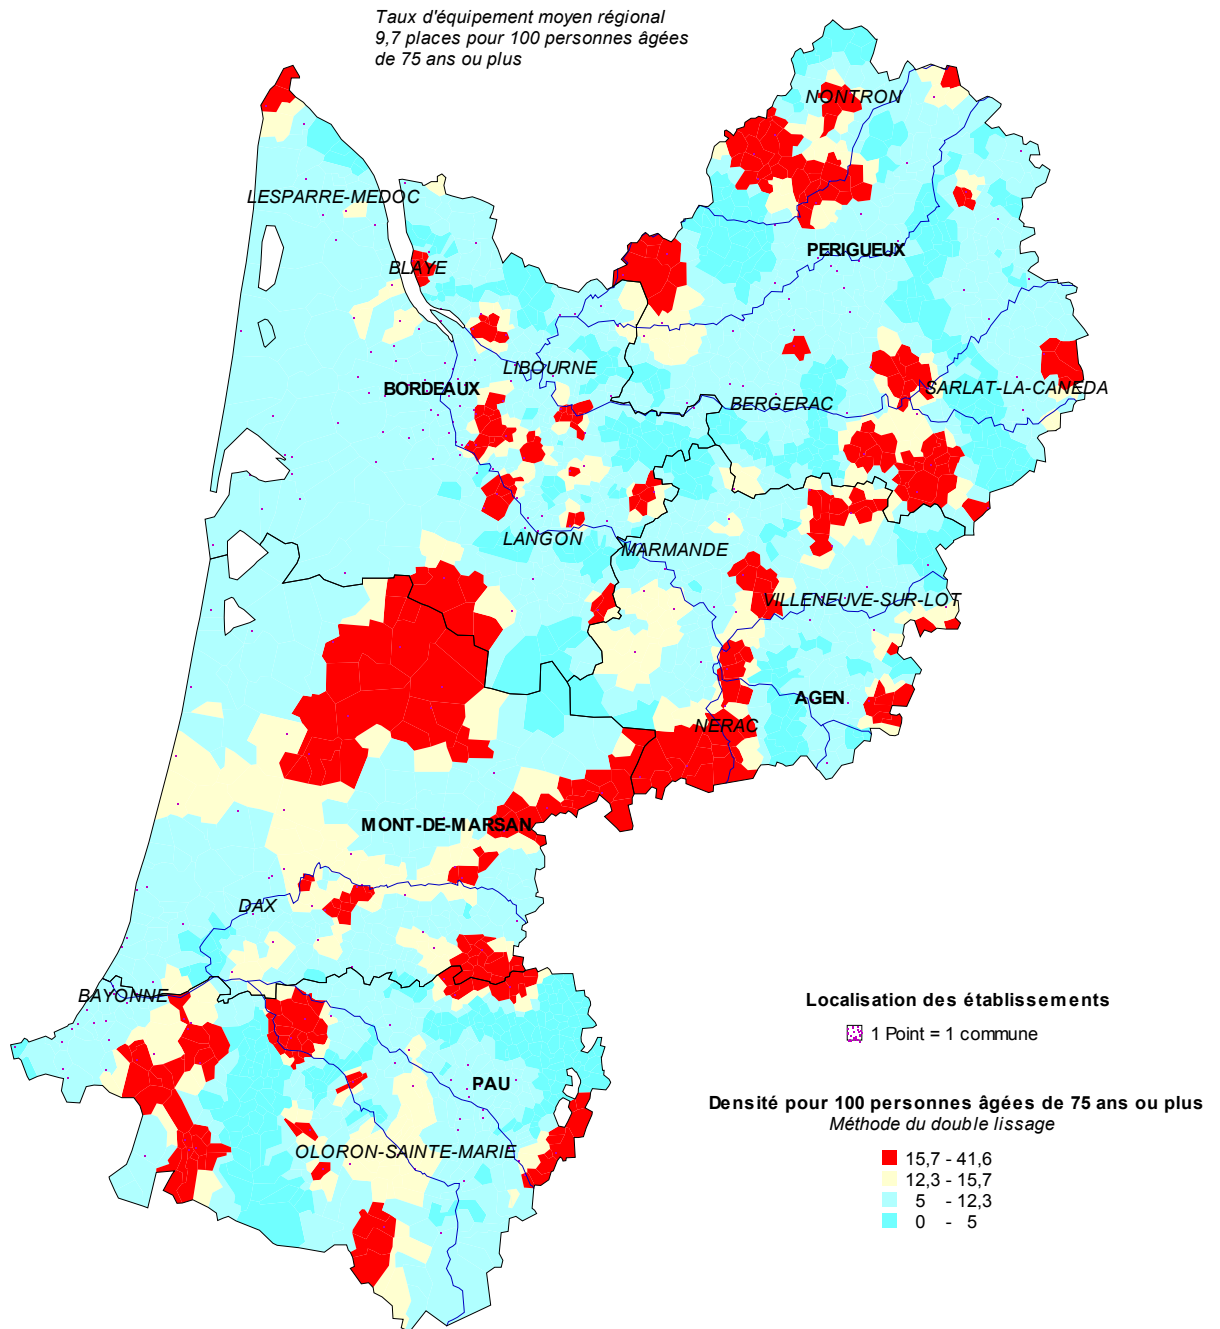 Taux d'équipement moyen régional
9,7 places pour 100 personnes âgées
de 75 ans ou plus
NONTRON
LESPARRE-MEDOC
PERIGUEUX
BLAYE
LIBOURNE
BORDEAUX
SARLAT-LA-CANEDA
BERGERAC
LANGON
MARMANDE
VILLENEUVE-SUR-LOT
AGEN
NERAC
MONT-DE-MARSAN
DAX
BAYONNE
PAU
OLORON-SAINTE-MARIE
Localisation des établissements
1 Point = 1 commune
Densité pour 100 personnes âgées de 75 ans ou plus
Méthode du double lissage
15,7 - 41,6
12,3 - 15,7
5 - 12,3
0 - 5